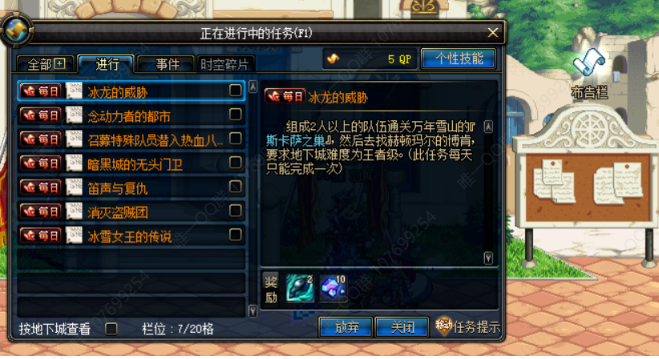 正在进行中的任务(F1)
全部 进行 事件 时空碎片 5 QP 个性技能
每日 冰龙的威胁
每日 念动力者的都市
每日 召募特殊队员潜入热血八..
每日 暗黑城的无头门卫
每日 笛声与复仇
每日 消灭盗贼团
每日 冰雪女王的传说
每日 冰龙的威胁
组成2人以上的队伍通关万年雪山的『
斯卡萨之巢』, 然后去找赫顿玛尔的博肯,
要求地下城难度为王者级。(此任务每天
只能完成一次)
奖励 2 10
按地下城查看 栏位: 7/20格
放弃 关闭 移动 任务提示
布告栏